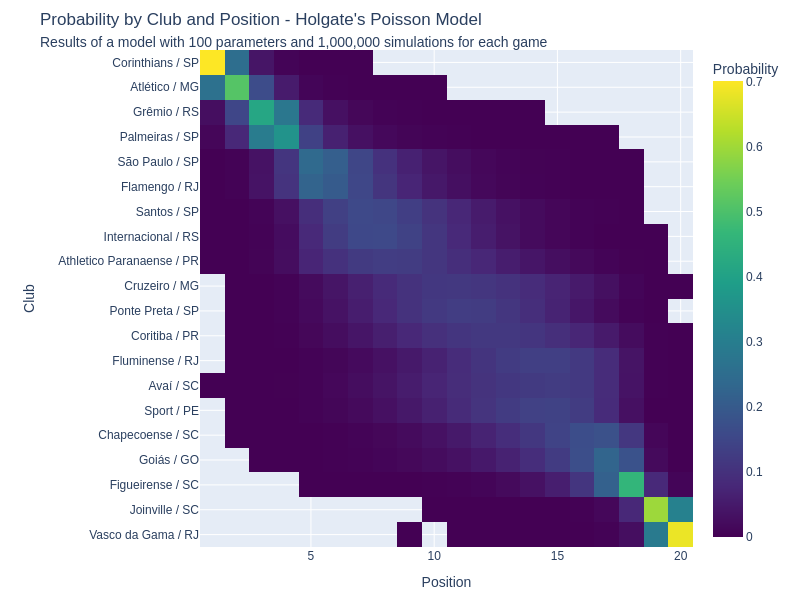 Probability by Club and Position - Holgate's Poisson Model
Results of a model with 100 parameters and 1,000,000 simulations for each game
Corinthians / SP
Atlético / MG
Grêmio / RS
Palmeiras / SP
São Paulo / SP
Flamengo / RJ
Santos / SP
Internacional / RS
Athletico Paranaense / PR
Cruzeiro / MG
Ponte Preta / SP
Coritiba / PR
Fluminense / RJ
Avaí / SC
Sport / PE
Chapecoense / SC
Goiás / GO
Figueirense / SC
Joinville / SC
Vasco da Gama / RJ
Club
5
10
15
20
Position
Probability
0.7
0.6
0.5
0.4
0.3
0.2
0.1
0